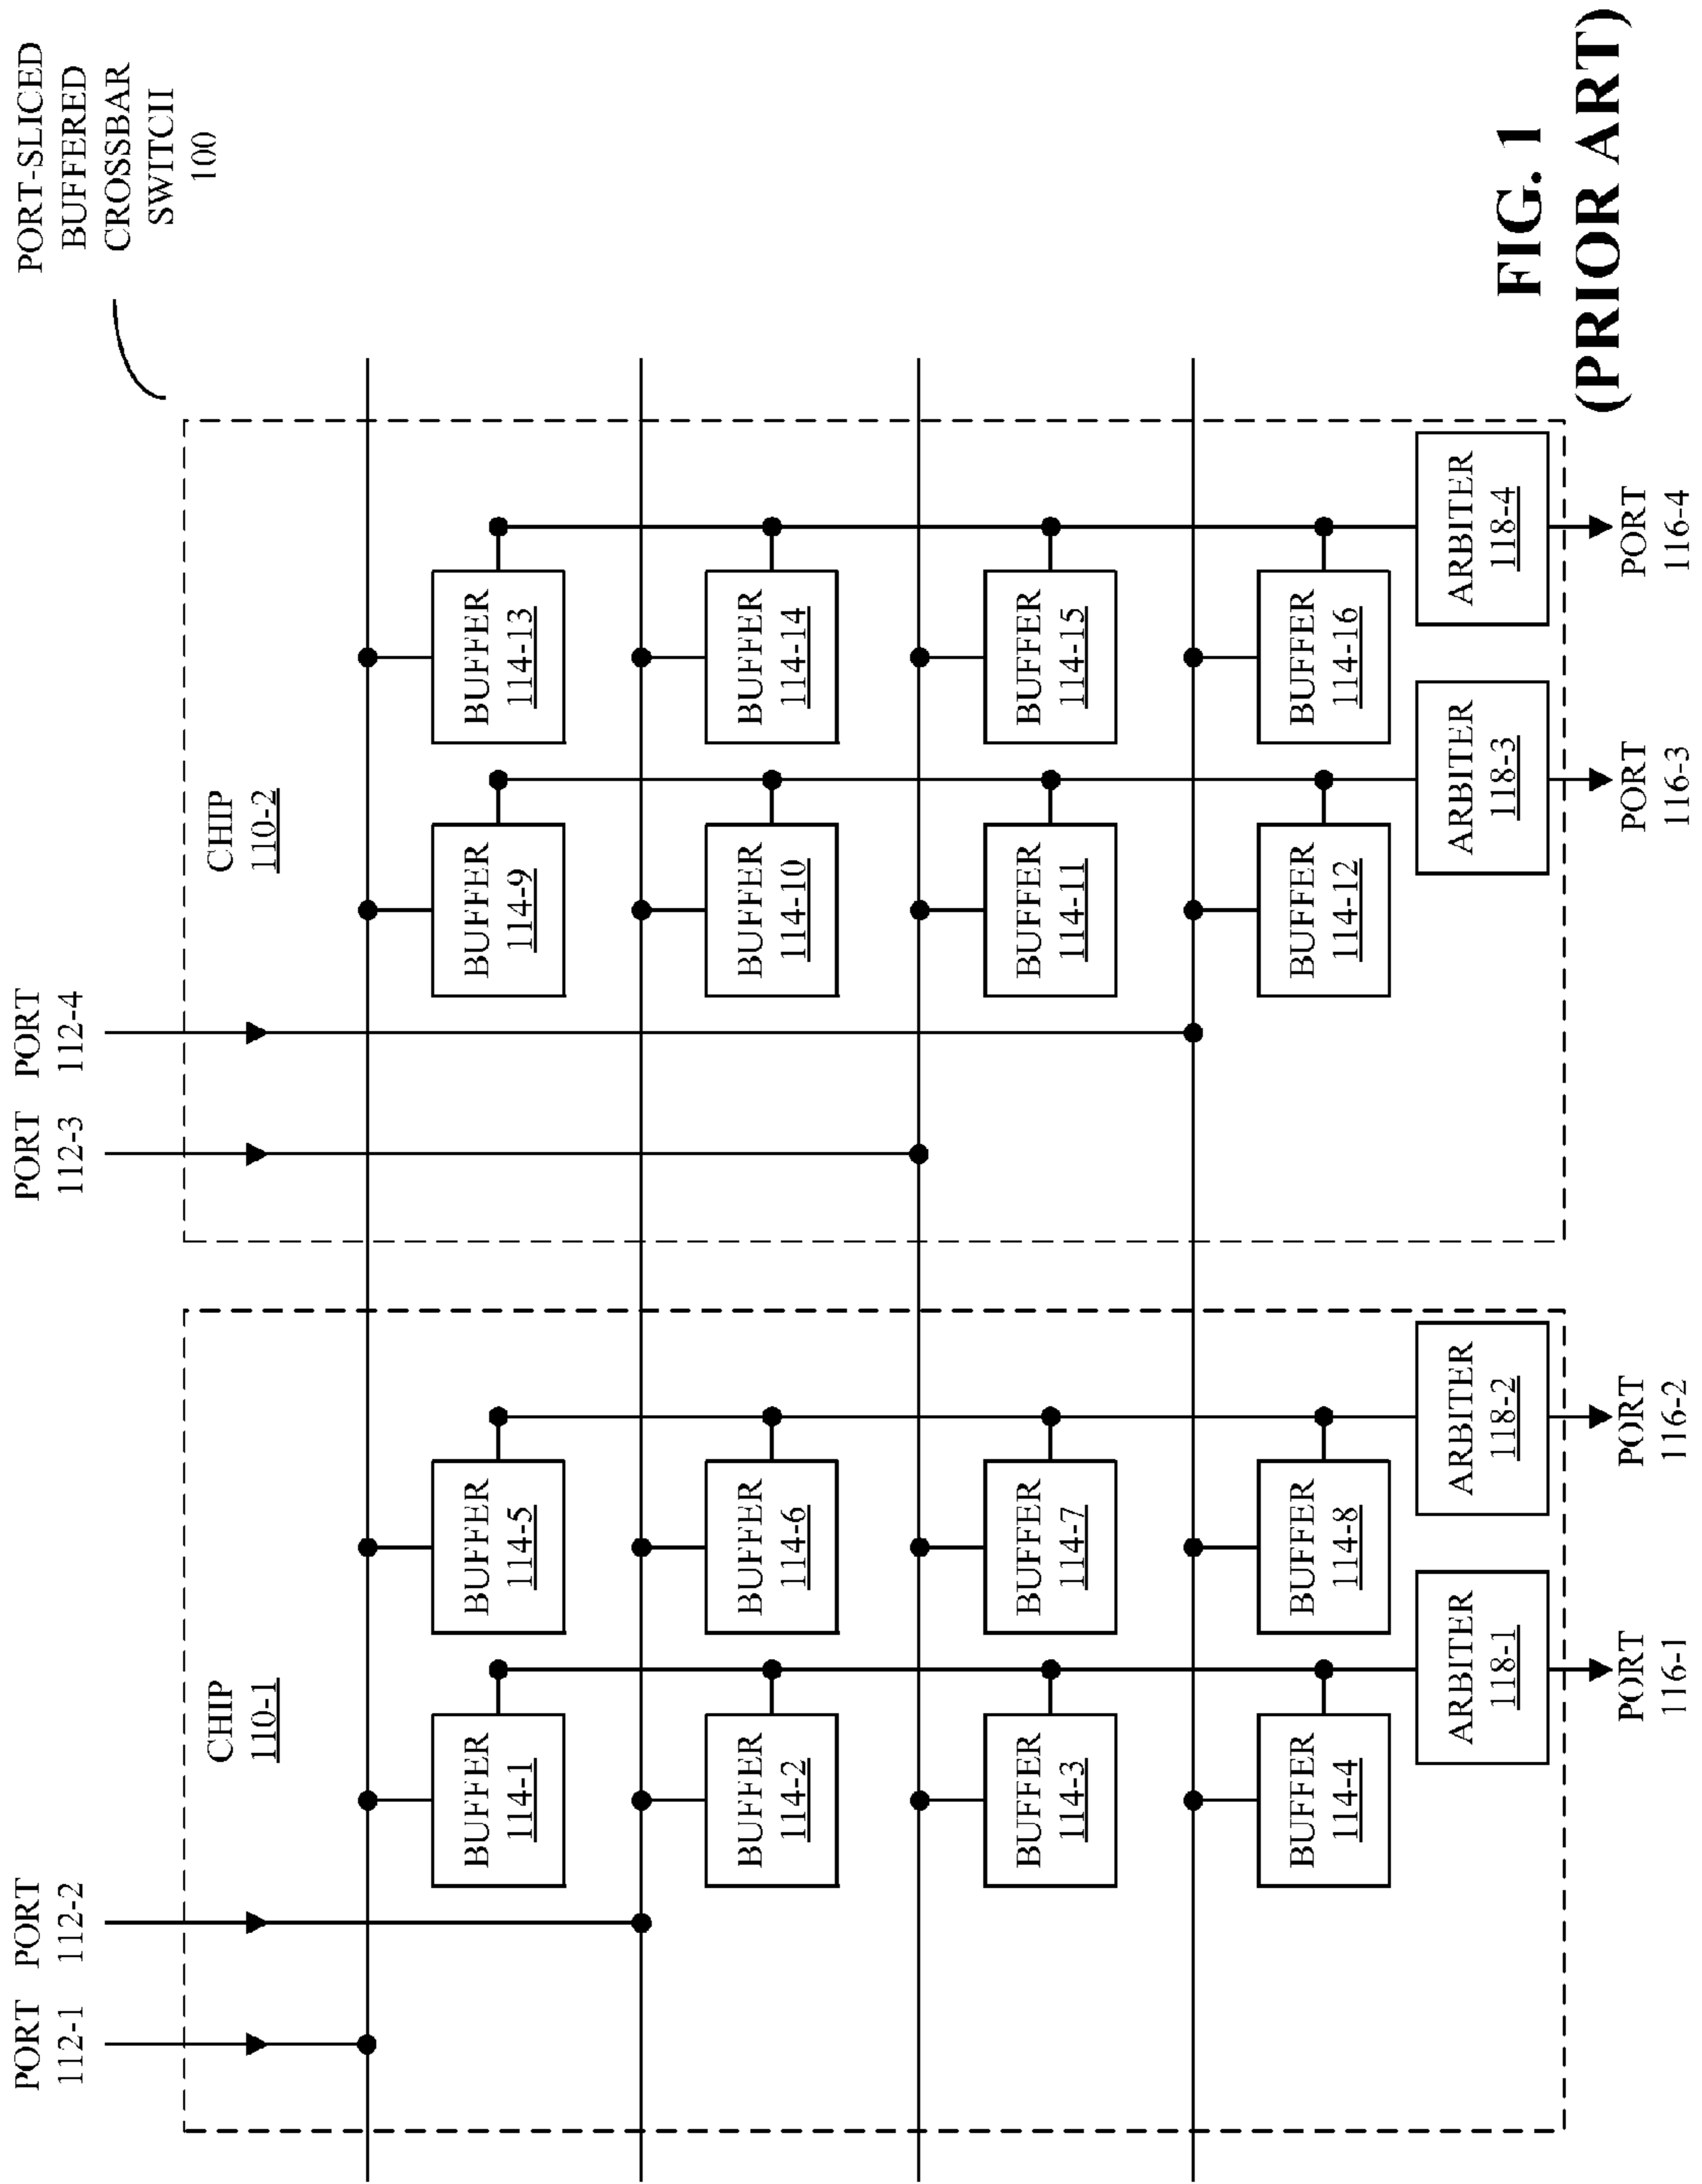 PORT-SLICED
BUFFERED
CROSSBAR
SWITCII
100
PORT
112-1
PORT
112-2
PORT
112-3
PORT
112-4
CHIP
110-1
CHIP
110-2
BUFFER
114-1
BUFFER
114-5
BUFFER
114-9
BUFFER
114-13
BUFFER
114-2
BUFFER
114-6
BUFFER
114-10
BUFFER
114-14
BUFFER
114-3
BUFFER
114-7
BUFFER
114-11
BUFFER
114-15
BUFFER
114-4
BUFFER
114-8
BUFFER
114-12
BUFFER
114-16
ARBITER
118-1
ARBITER
118-2
ARBITER
118-3
ARBITER
118-4
PORT
116-1
PORT
116-2
PORT
116-3
PORT
116-4
FIG. 1
(PRIOR ART)